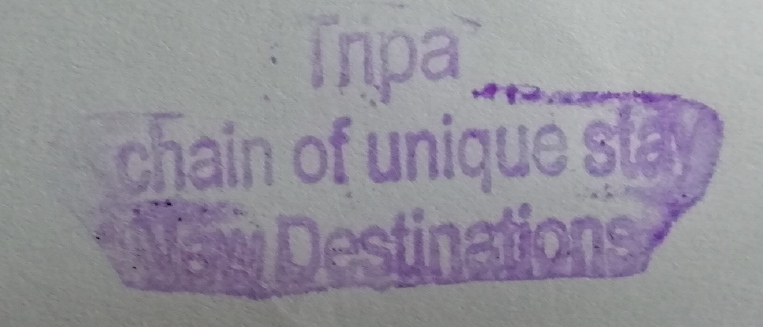 Tripa
chain of unique stay
New Destinations